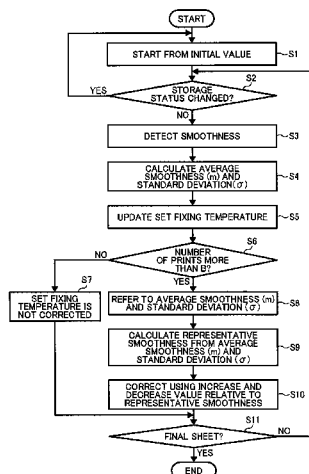 START
START FROM INITIAL VALUE
S1
S2
STORAGE
STATUS CHANGED?
YES
NO
DETECT SMOOTHNESS
S3
CALCULATE AVERAGE
SMOOTHNESS (m) AND
STANDARD DEVIATION(σ)
S4
UPDATE SET FIXING TEMPERATURE
S5
S6
NUMBER
OF PRINTS MORE
THAN B?
NO
YES
S7
SET FIXING
TEMPERATURE IS
NOT CORRECTED
REFER TO AVERAGE SMOOTHNESS (m)
AND STANDARD DEVIATION (σ)
S8
CALCULATE REPRESENTATIVE
SMOOTHNESS FROM AVERAGE
SMOOTHNESS (m) AND
STANDARD DEVIATION (σ)
S9
CORRECT USING INCREASE AND
DECREASE VALUE RELATIVE TO
REPRESENTATIVE SMOOTHNESS
S10
S11
FINAL SHEET?
NO
YES
END